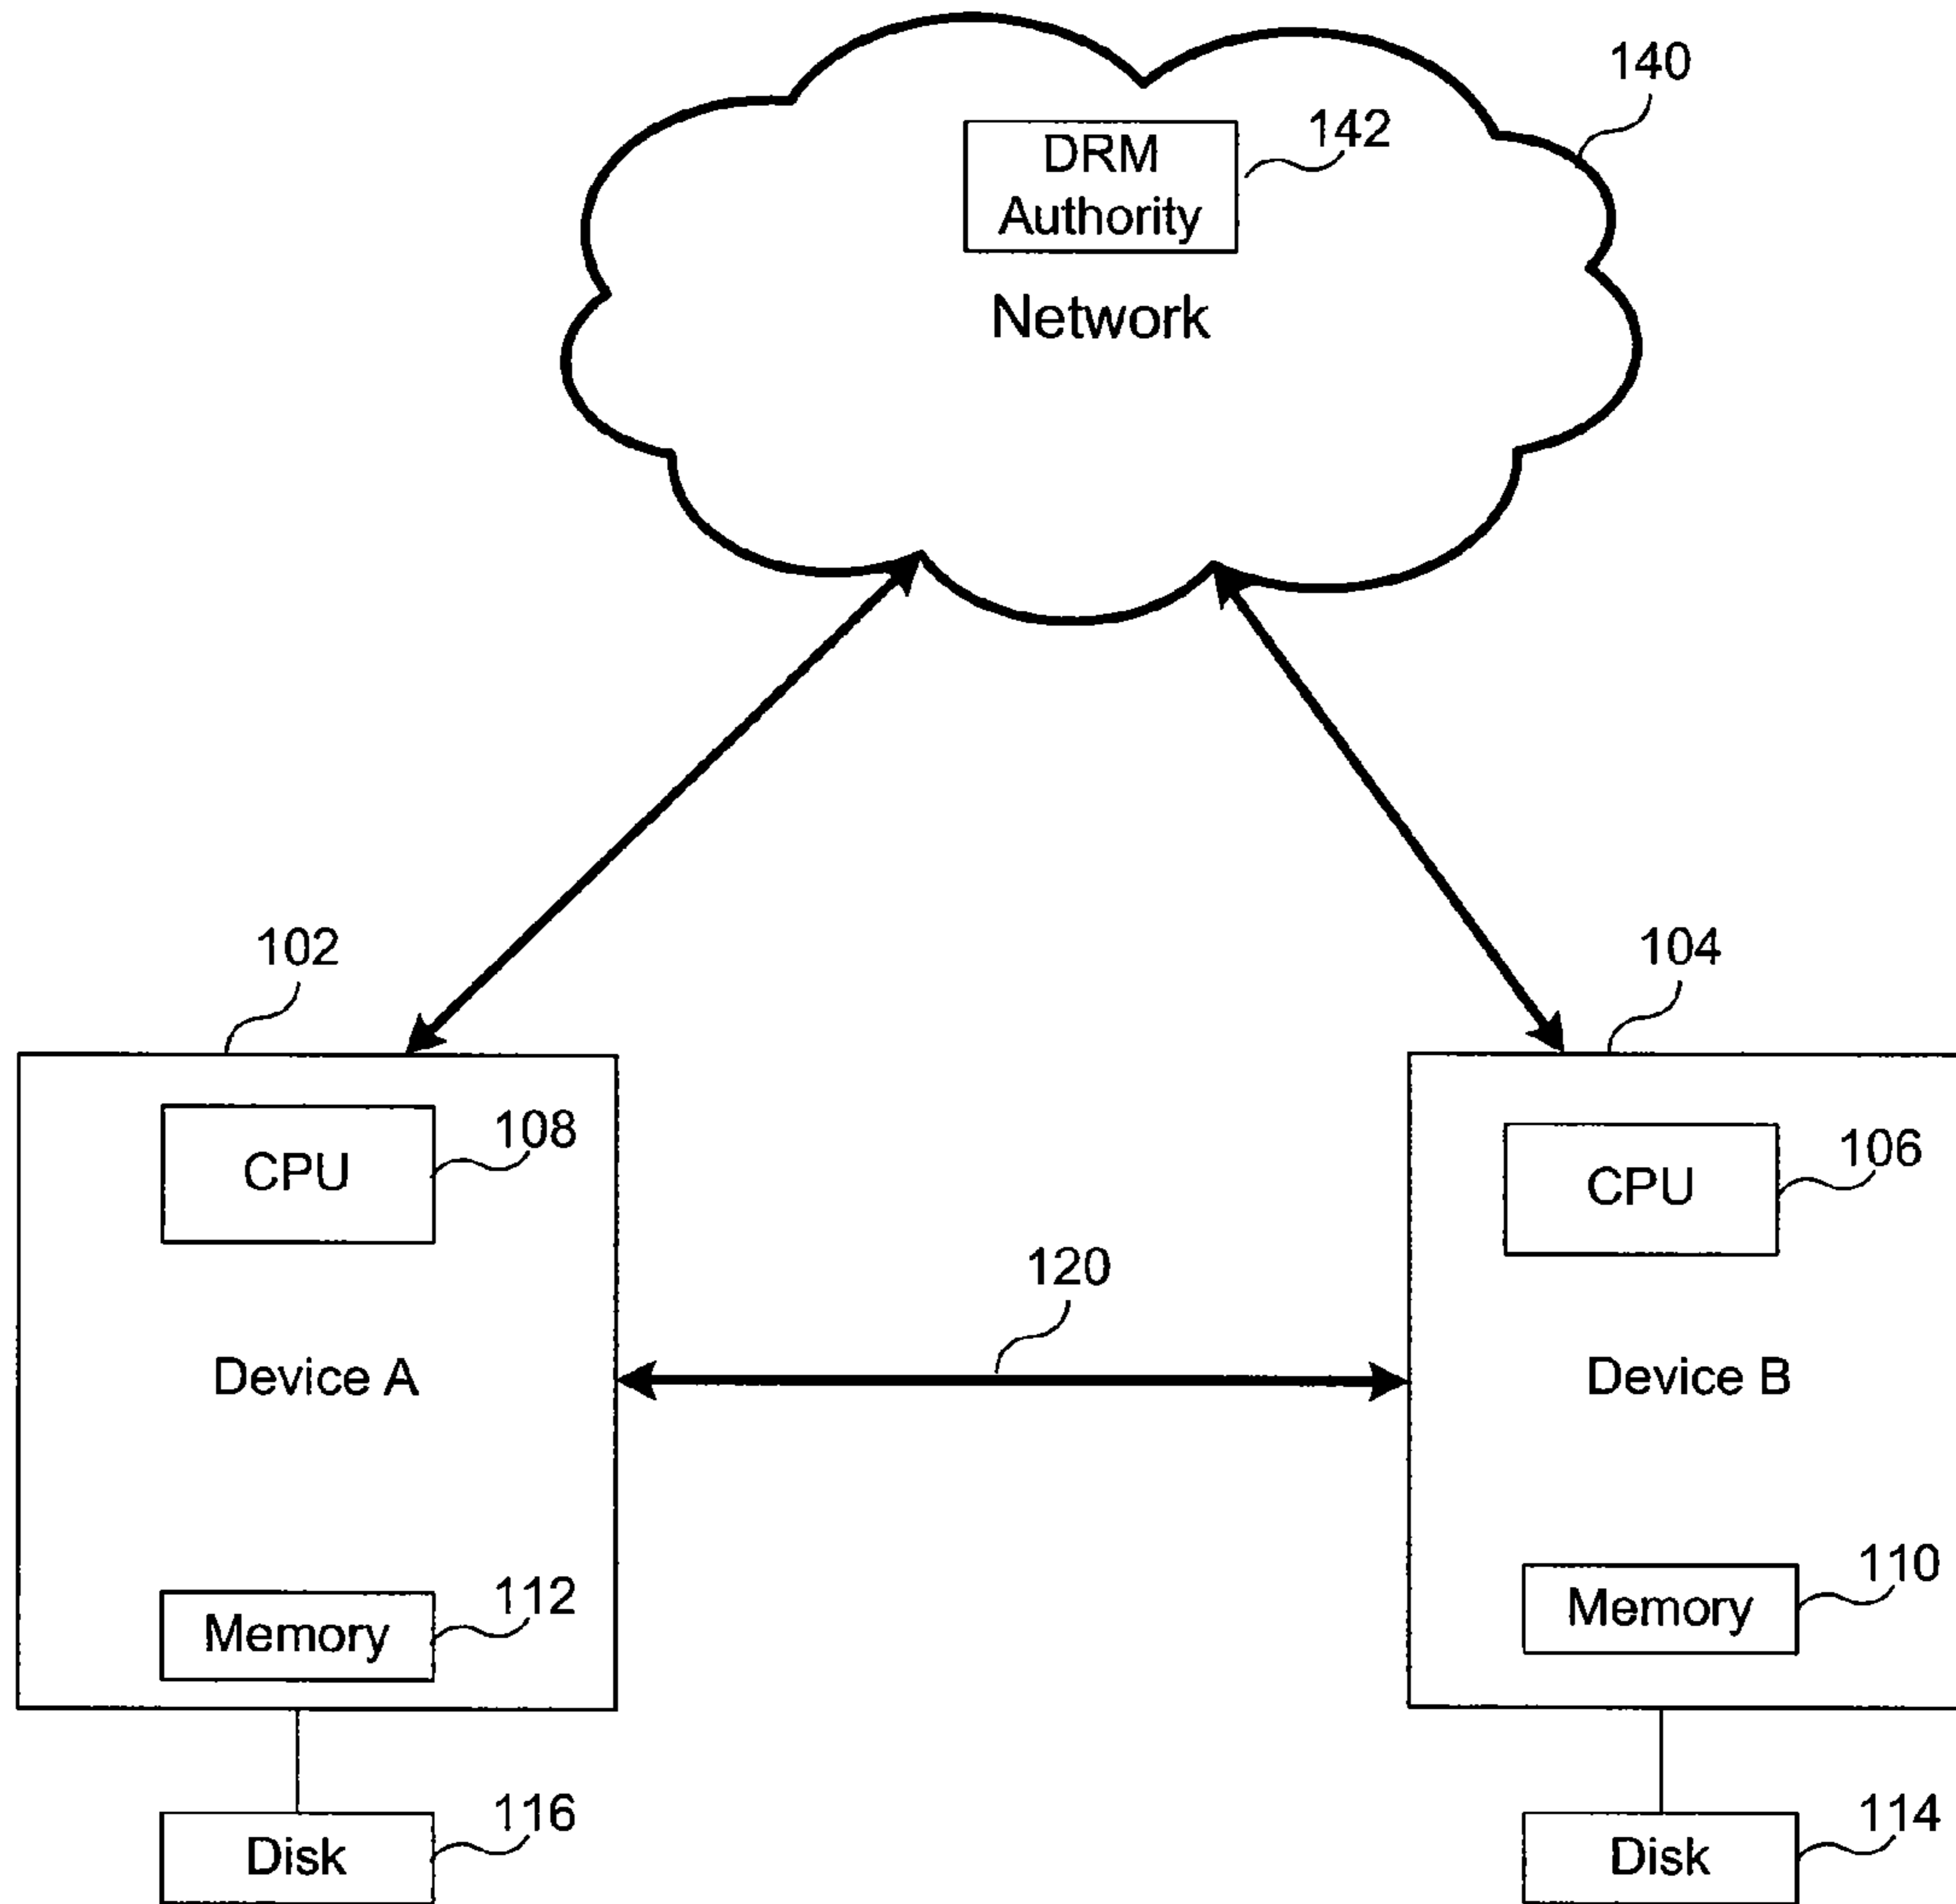 140
142
DRM
Authority
Network
102
104
CPU
108
CPU
106
120
Device A
Device B
Memory
112
Memory
110
Disk
116
Disk
114